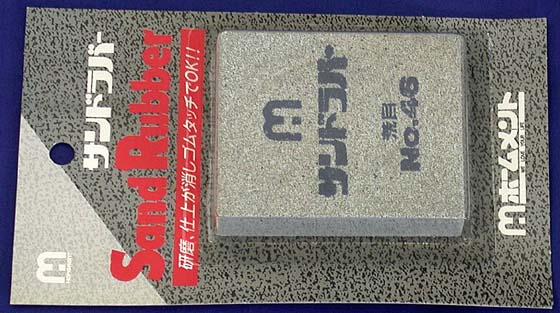 サンドラバー
Sand Rubber
研磨、仕上が消しゴムタッチでOK!!
サンドラバー
荒目
No.46
ホームメント